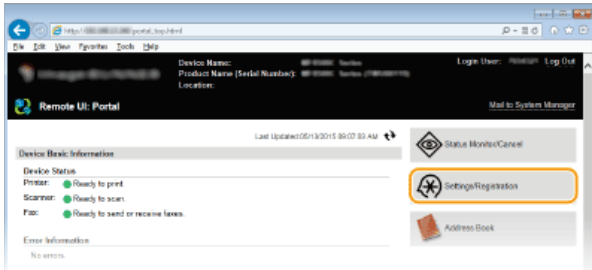 http:// portal_top.html
File Edit View Favorites Tools Help
Device Name: Series
Product Name (Serial Number): Series
Location:
Login User: Log Out
Remote UI: Portal
Mail to System Manager
Last Updated:05/13/2015 09:07:03 AM
Device Basic Information
Device Status
Printer: Ready to print.
Scanner: Ready to scan.
Fax: Ready to send or receive faxes.
Error Information
No errors.
Status Monitor/Cancel
Settings/Registration
Address Book